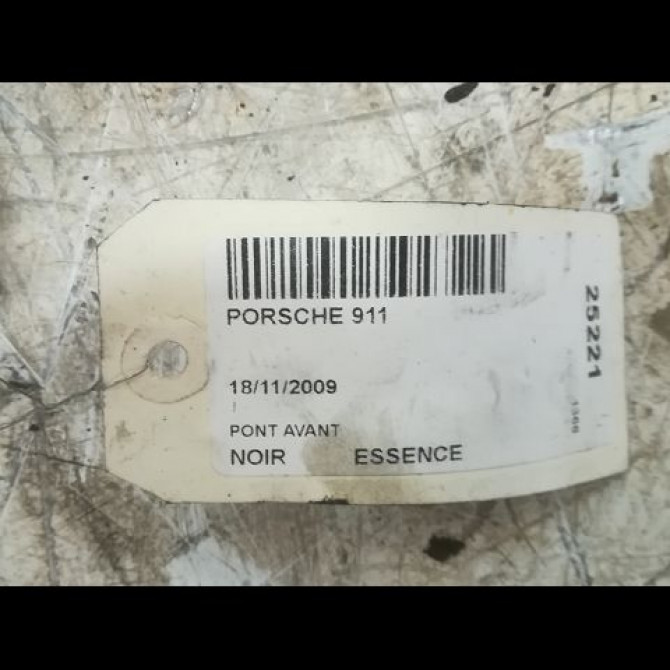 PORSCHE 911
18/11/2009
PONT AVANT
NOIR ESSENCE
25221